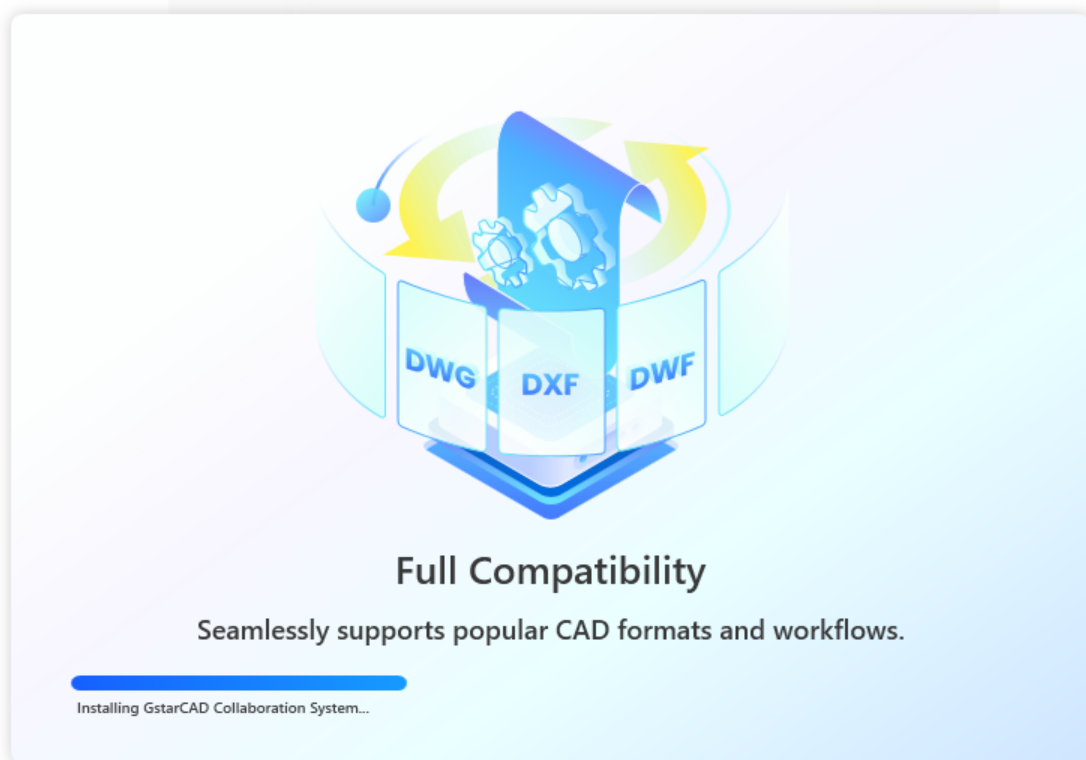 DWG
DXF
DWF
Full Compatibility
Seamlessly supports popular CAD formats and workflows.
Installing GstarCAD Collaboration System...